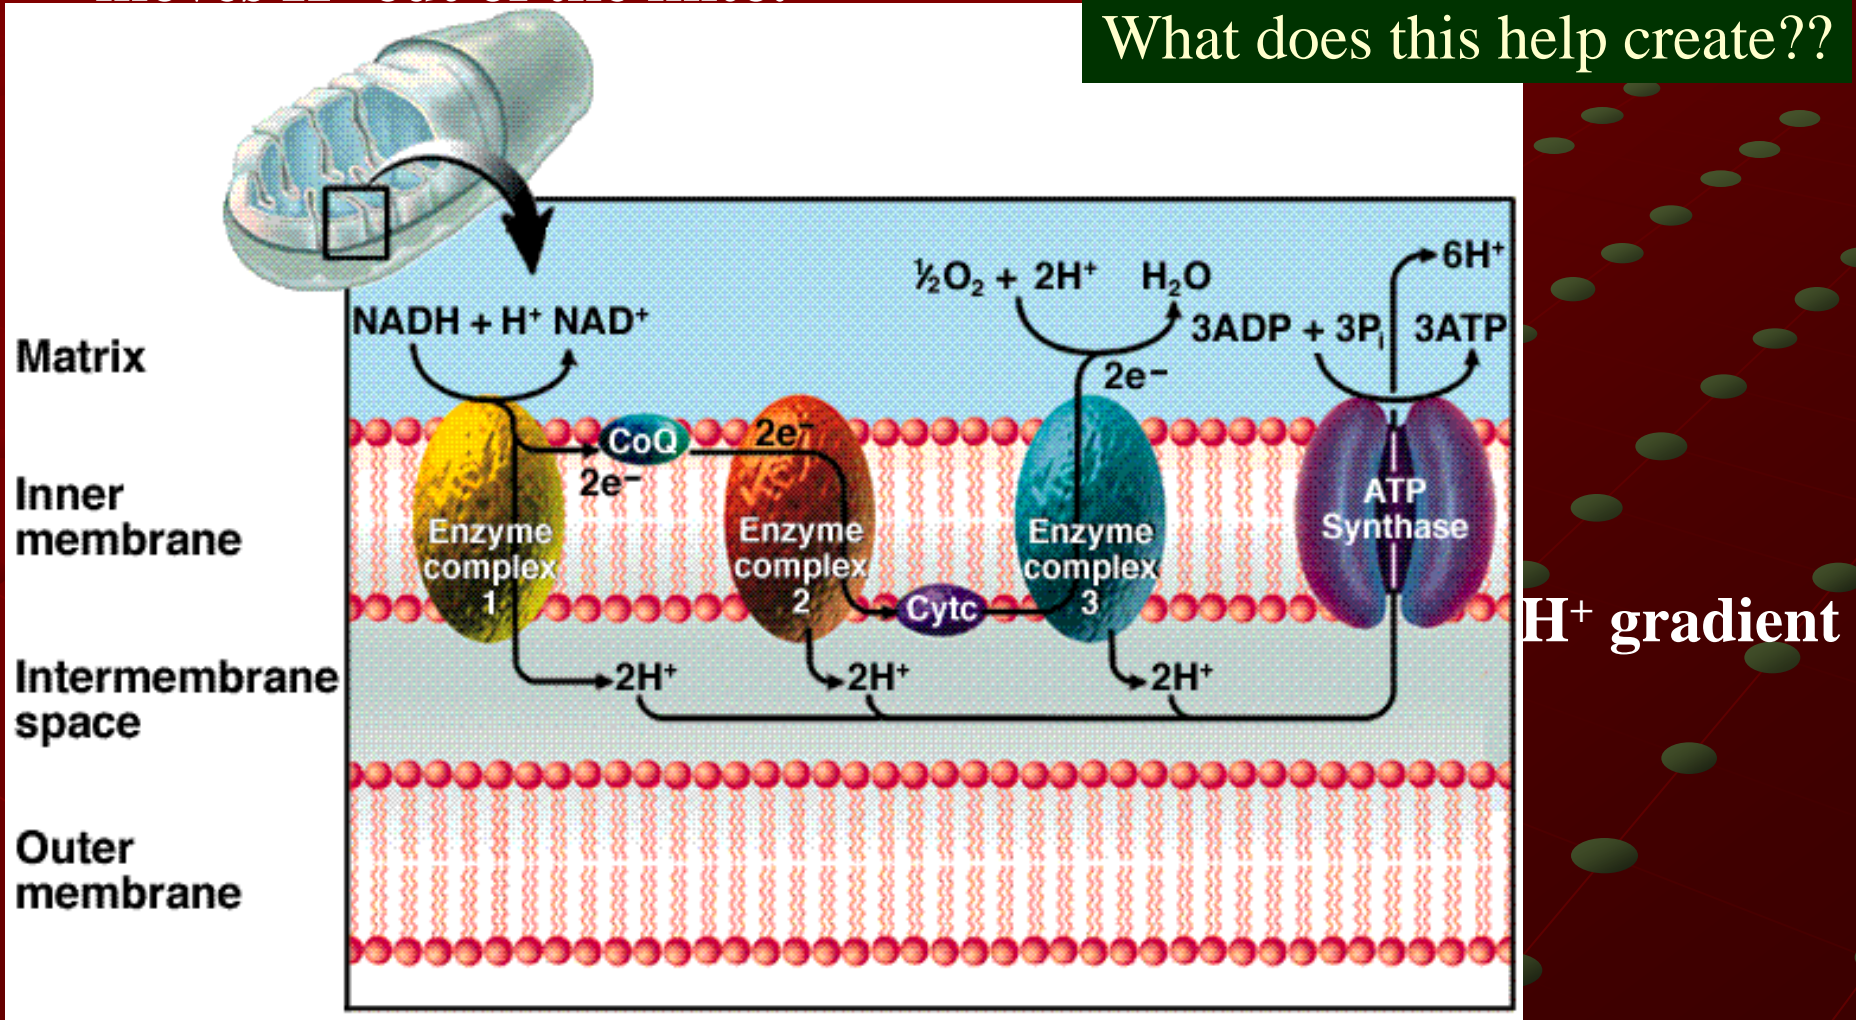 What does this help create??
½O₂ + 2H⁺ H₂O
6H⁺
NADH + H⁺ NAD⁺
3ADP + 3Pᵢ 3ATP
Matrix
2e⁻
CoQ
2e⁻
2e⁻
Inner
membrane
Enzyme
complex
1
Enzyme
complex
2
Cytc
Enzyme
complex
3
ATP
Synthase
H⁺ gradient
Intermembrane
space
2H⁺
2H⁺
2H⁺
Outer
membrane